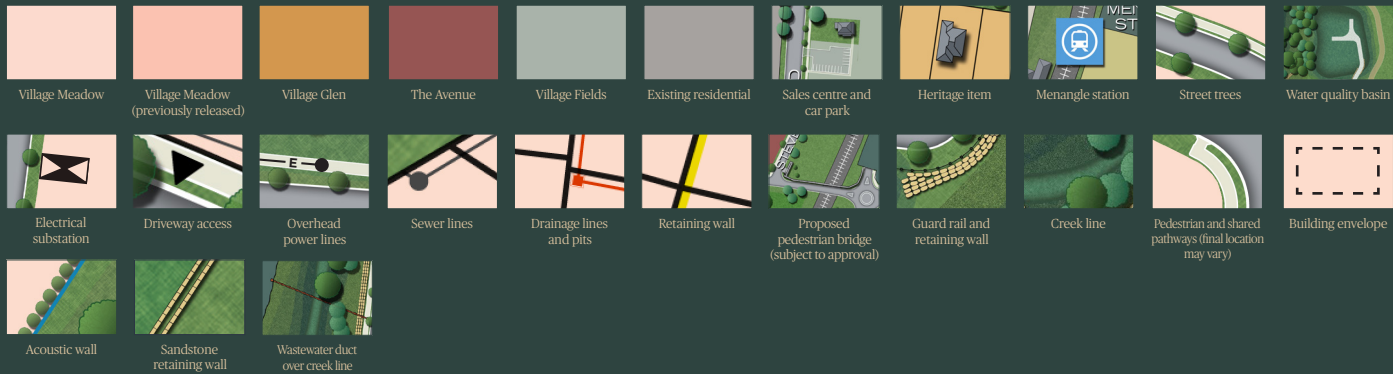 MEN
ST
Village Meadow
Village Meadow
(previously released)
Village Glen
The Avenue
Village Fields
Existing residential
Sales centre and
car park
Heritage item
Menangle station
Street trees
Water quality basin
E
STEVE
Electrical
substation
Driveway access
Overhead
power lines
Sewer lines
Drainage lines
and pits
Retaining wall
Proposed
pedestrian bridge
(subject to approval)
Guard rail and
retaining wall
Creek line
Pedestrian and shared
pathways (final location
may vary)
Building envelope
Acoustic wall
Sandstone
retaining wall
Wastewater duct
over creek line